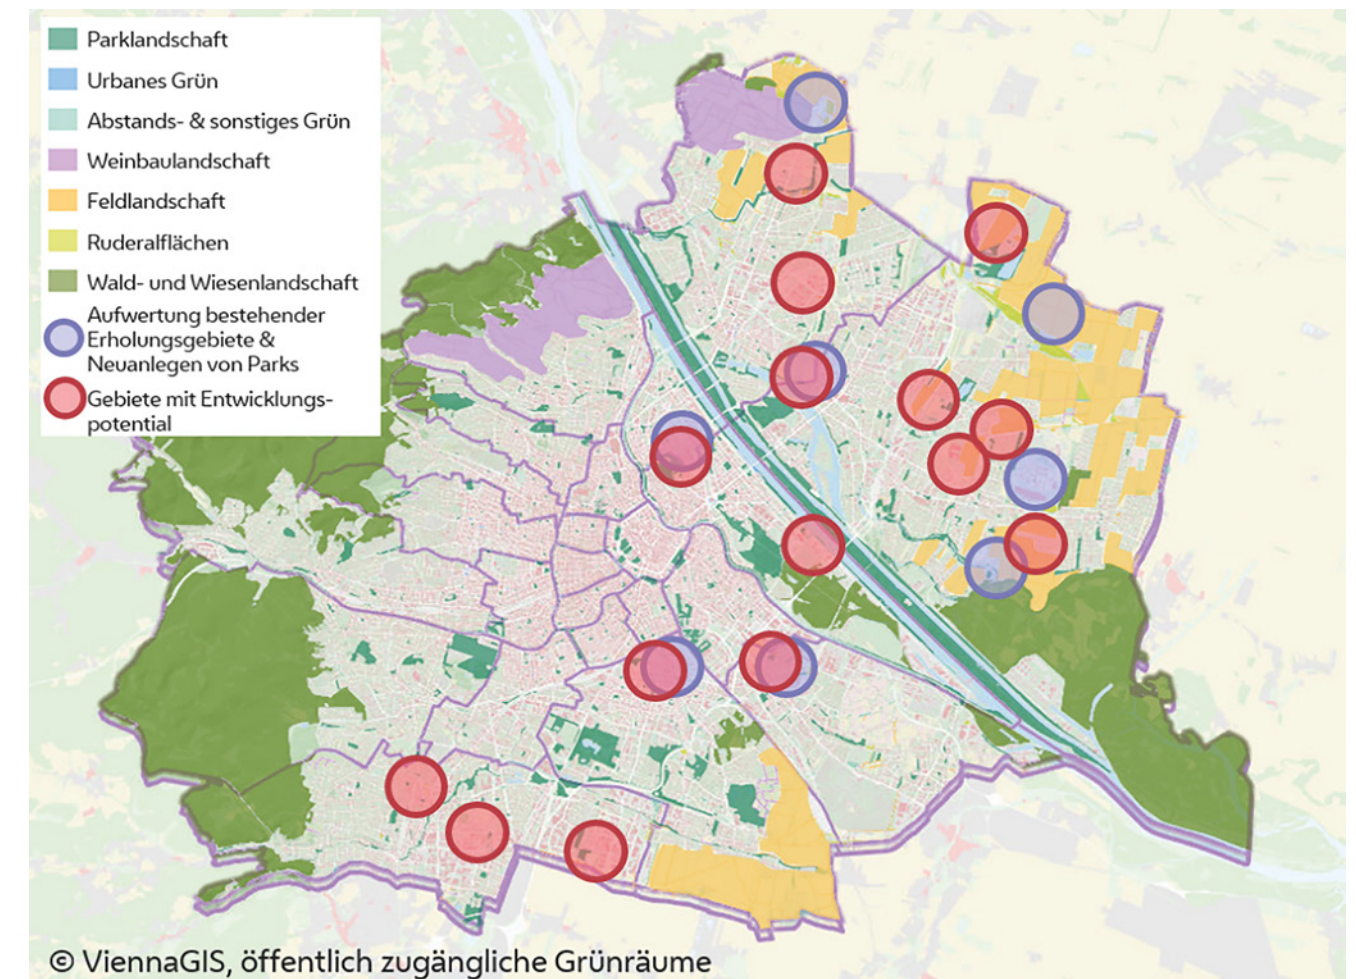 Parklandschaft
Urbanes Grün
Abstands- & sonstiges Grün
Weinbaulandschaft
Feldlandschaft
Ruderalflächen
Wald- und Wiesenlandschaft
Aufwertung bestehender
Erholungsgebiete &
Neuanlegen von Parks
Gebiete mit Entwicklungs-
potential
© ViennaGIS, öffentlich zugängliche Grünräume